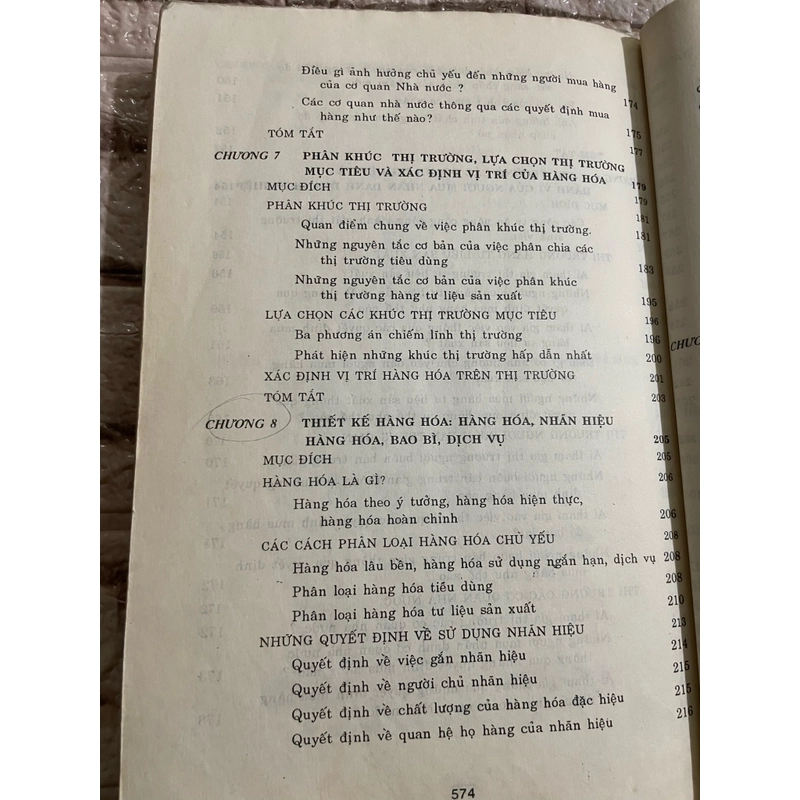 Điều gì ảnh hưởng chủ yếu đến những người mua hàng
của cơ quan Nhà nước ? 174
Các cơ quan nhà nước thông qua các quyết định mua
hàng như thế nào? 175
TÓM TẮT 177
CHƯƠNG 7 PHÂN KHÚC THỊ TRƯỜNG, LỰA CHỌN THỊ TRƯỜNG
MỤC TIÊU VÀ XÁC ĐỊNH VỊ TRÍ CỦA HÀNG HÓA 179
MỤC ĐÍCH 179
PHÂN KHÚC THỊ TRƯỜNG 181
Quan điểm chung về việc phân khúc thị trường. 181
Những nguyên tắc cơ bản của việc phân chia các
thị trường tiêu dùng 183
Những nguyên tắc cơ bản của việc phân khúc
thị trường hàng tư liệu sản xuất 195
LỰA CHỌN CÁC KHÚC THỊ TRƯỜNG MỤC TIÊU 196
Ba phương án chiếm lĩnh thị trường 196
Phát hiện những khúc thị trường hấp dẫn nhất 200
XÁC ĐỊNH VỊ TRÍ HÀNG HÓA TRÊN THỊ TRƯỜNG 201
TÓM TẮT 203
CHƯƠNG 8 THIẾT KẾ HÀNG HÓA: HÀNG HÓA, NHÃN HIỆU
HÀNG HÓA, BAO BÌ, DỊCH VỤ 205
MỤC ĐÍCH 205
HÀNG HÓA LÀ GÌ? 206
Hàng hóa theo ý tưởng, hàng hóa hiện thực,
hàng hóa hoàn chỉnh 206
CÁC CÁCH PHÂN LOẠI HÀNG HÓA CHỦ YẾU 208
Hàng hóa lâu bền, hàng hóa sử dụng ngắn hạn, dịch vụ 208
Phân loại hàng hóa tiêu dùng 208
Phân loại hàng hóa tư liệu sản xuất 210
NHỮNG QUYẾT ĐỊNH VỀ SỬ DỤNG NHÃN HIỆU 213
Quyết định về việc gắn nhãn hiệu 214
Quyết định về người chủ nhãn hiệu 215
Quyết định về chất lượng của hàng hóa đặc hiệu 215
Quyết định về quan hệ họ hàng của nhãn hiệu 216
574
CHƯƠNG